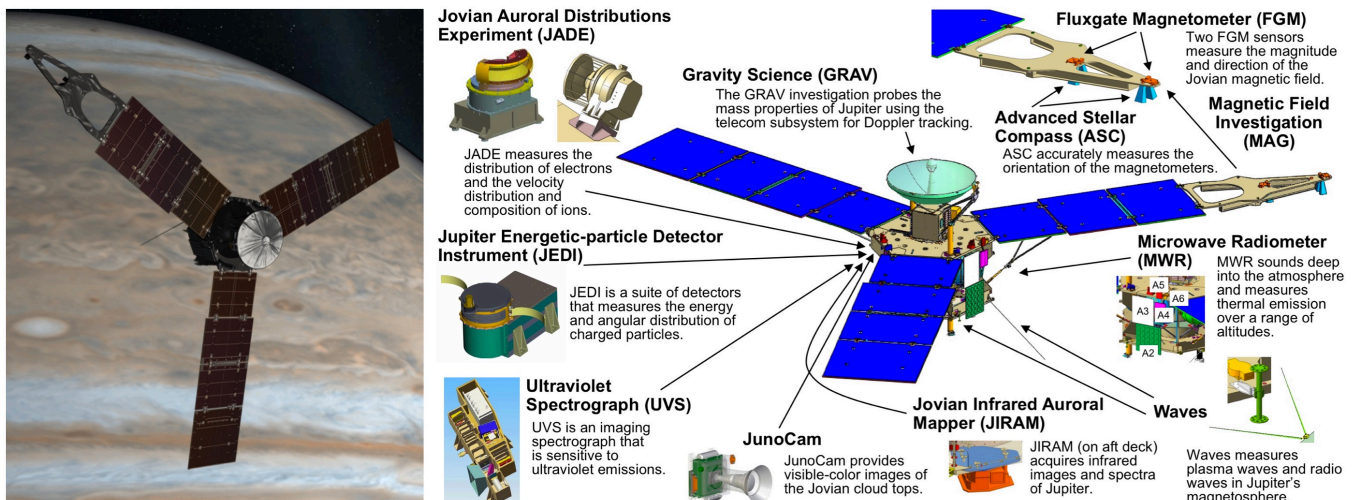 Jovian Auroral Distributions
Experiment (JADE)
JADE measures the
distribution of electrons
and the velocity
distribution and
composition of ions.
Gravity Science (GRAV)
The GRAV investigation probes the
mass properties of Jupiter using the
telecom subsystem for Doppler tracking.
Fluxgate Magnetometer (FGM)
Two FGM sensors
measure the magnitude
and direction of the
Jovian magnetic field.
Advanced Stellar
Compass (ASC)
ASC accurately measures the
orientation of the magnetometers.
Magnetic Field
Investigation
(MAG)
Jupiter Energetic-particle Detector
Instrument (JEDI)
JEDI is a suite of detectors
that measures the energy
and angular distribution of
charged particles.
Microwave Radiometer
(MWR)
MWR sounds deep
into the atmosphere
and measures
thermal emission
over a range of
altitudes.
A5
A6
A3
A4
A2
Ultraviolet
Spectrograph (UVS)
UVS is an imaging
spectrograph that
is sensitive to
ultraviolet emissions.
JunoCam
JunoCam provides
visible-color images of
the Jovian cloud tops.
Jovian Infrared Auroral
Mapper (JIRAM)
JIRAM (on aft deck)
acquires infrared
images and spectra
of Jupiter.
Waves
Waves measures
plasma waves and radio
waves in Jupiter's
magnetosphere